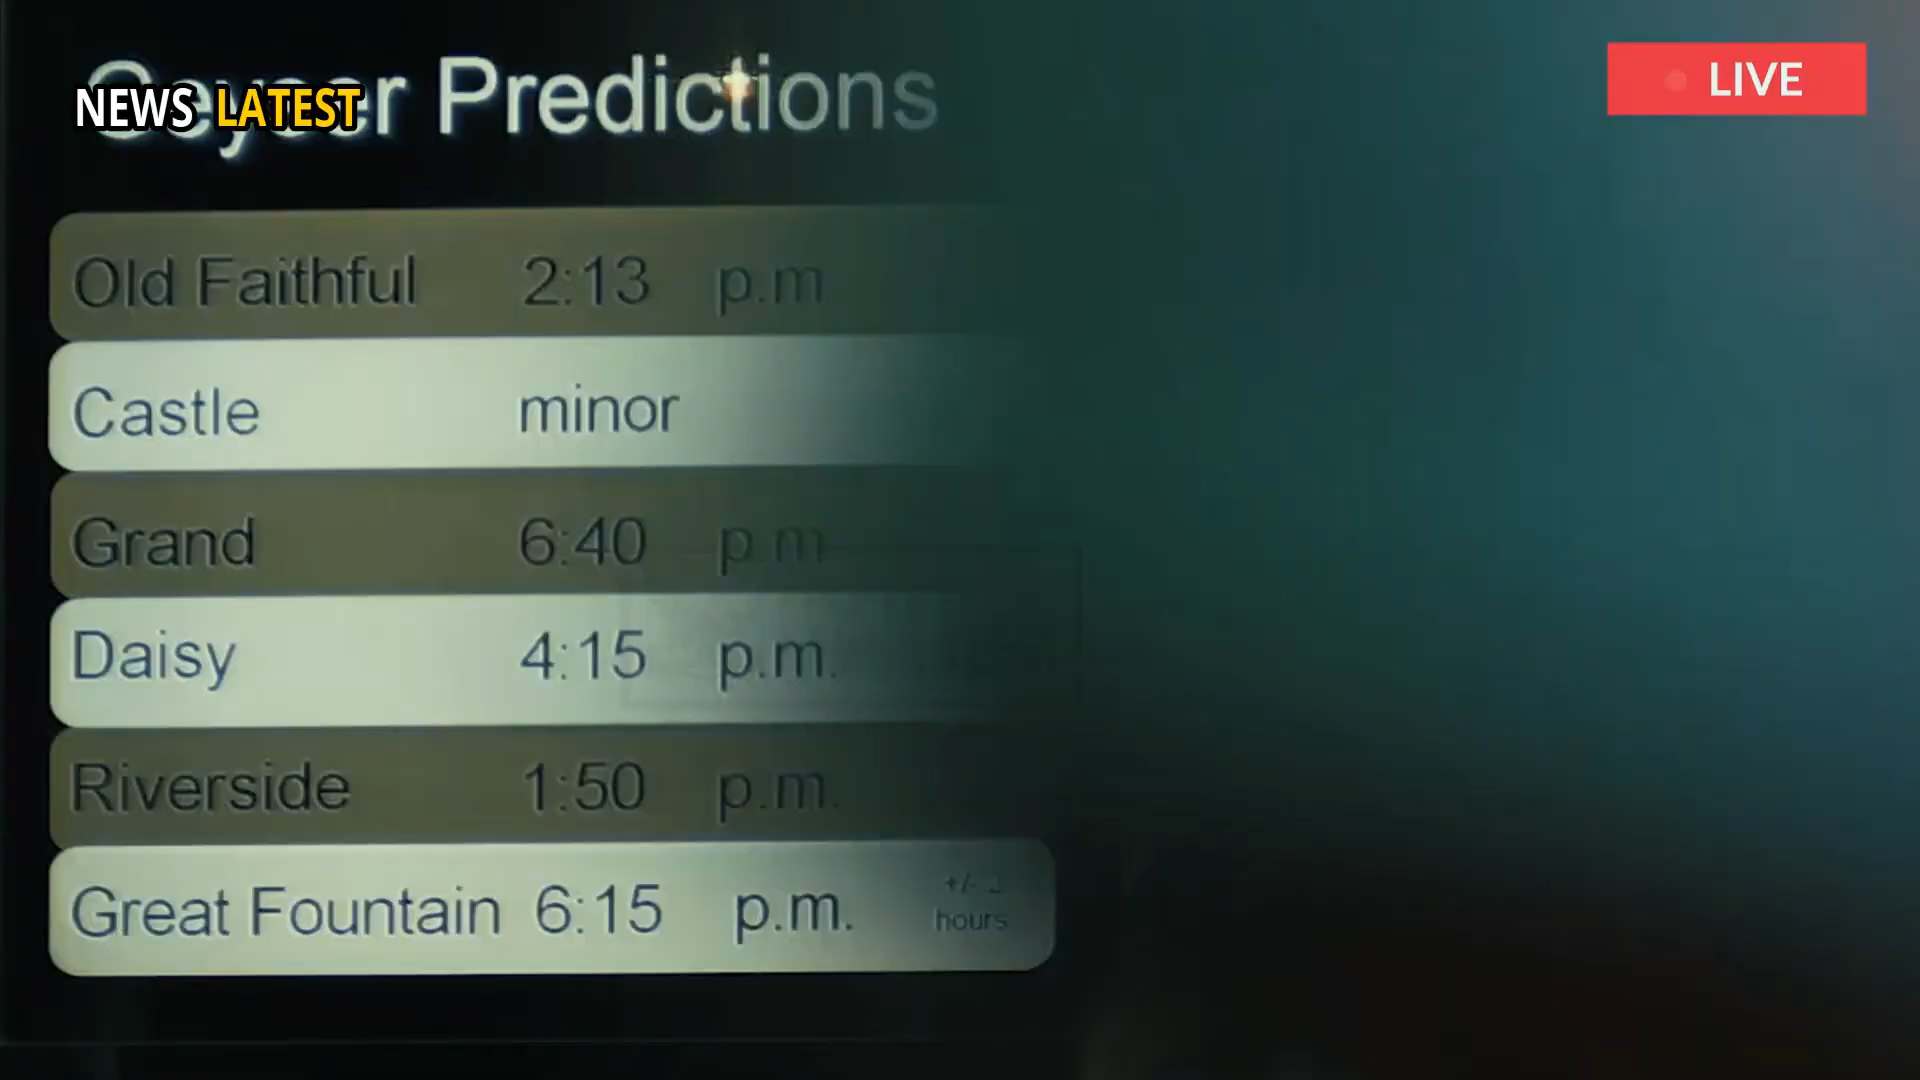 Geyser Predictions
NEWS LATEST
LIVE
Old Faithful 2:13 p.m
Castle minor
Grand 6:40 p.m
Daisy 4:15 p.m.
Riverside 1:50 p.m.
Great Fountain 6:15 p.m. +/-
hours